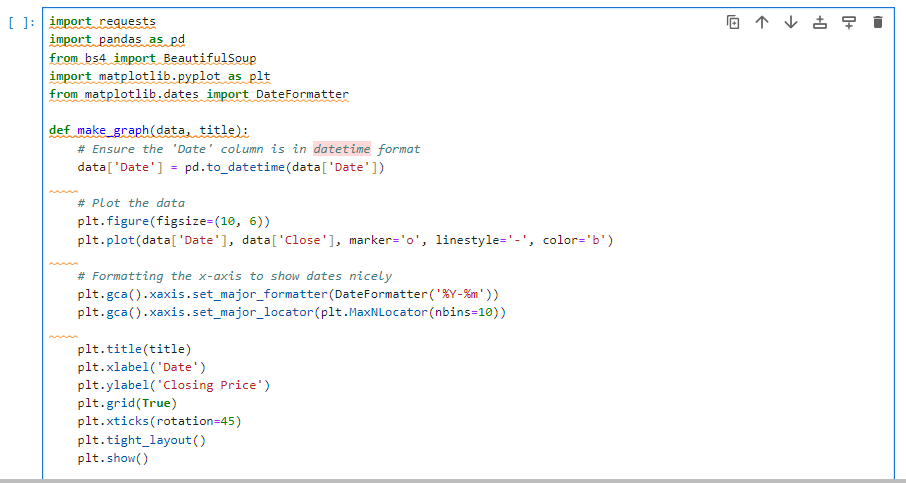 [ ]:
import requests
import pandas as pd
from bs4 import BeautifulSoup
import matplotlib.pyplot as plt
from matplotlib.dates import DateFormatter

def make_graph(data, title):
    # Ensure the 'Date' column is in datetime format
    data['Date'] = pd.to_datetime(data['Date'])

    # Plot the data
    plt.figure(figsize=(10, 6))
    plt.plot(data['Date'], data['Close'], marker='o', linestyle='-', color='b')

    # Formatting the x-axis to show dates nicely
    plt.gca().xaxis.set_major_formatter(DateFormatter('%Y-%m'))
    plt.gca().xaxis.set_major_locator(plt.MaxNLocator(nbins=10))

    plt.title(title)
    plt.xlabel('Date')
    plt.ylabel('Closing Price')
    plt.grid(True)
    plt.xticks(rotation=45)
    plt.tight_layout()
    plt.show()